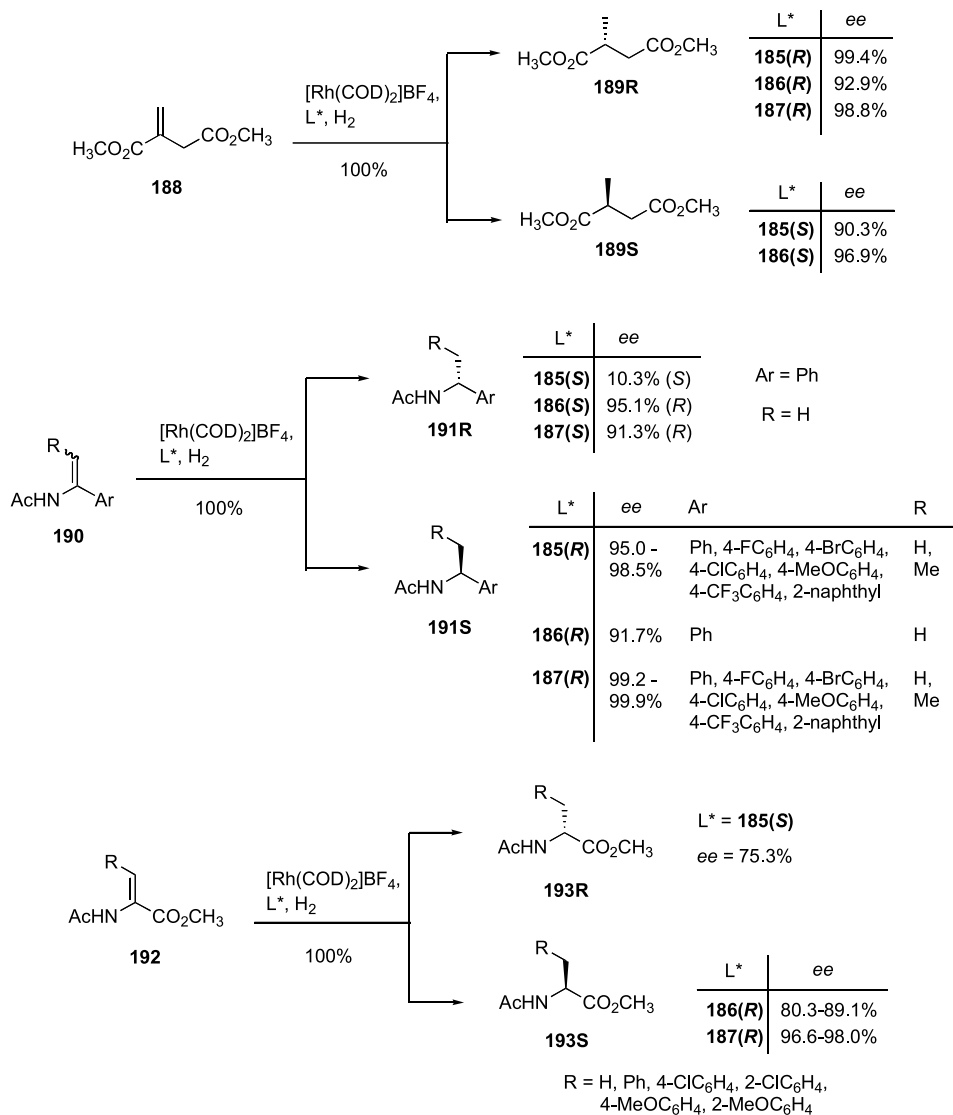 L* ee
185(R) 99.4%
186(R) 92.9%
187(R) 98.8%
H₃CO₂C CO₂CH₃
189R
[Rh(COD)₂]BF₄,
L*, H₂
100%
CH₃O₂C CO₂CH₃
188
L* ee
185(S) 90.3%
186(S) 96.9%
CH₃O₂C CO₂CH₃
189S
R
AcHN Ar
191R
L* ee
185(S) 10.3% (S)
186(S) 95.1% (R)
187(S) 91.3% (R)
Ar = Ph
R = H
R
AcHN Ar
190
[Rh(COD)₂]BF₄,
L*, H₂
100%
R
AcHN Ar
191S
L* ee Ar R
185(R) 95.0 - Ph, 4-FC₆H₄, 4-BrC₆H₄, H,
98.5% 4-ClC₆H₄, 4-MeOC₆H₄, Me
4-CF₃C₆H₄, 2-naphthyl
186(R) 91.7% Ph H
187(R) 99.2 - Ph, 4-FC₆H₄, 4-BrC₆H₄, H,
99.9% 4-ClC₆H₄, 4-MeOC₆H₄, Me
4-CF₃C₆H₄, 2-naphthyl
R
AcHN CO₂CH₃
193R
L* = 185(S)
ee = 75.3%
R
AcHN CO₂CH₃
192
[Rh(COD)₂]BF₄,
L*, H₂
100%
R
AcHN CO₂CH₃
193S
L* ee
186(R) 80.3-89.1%
187(R) 96.6-98.0%
R = H, Ph, 4-ClC₆H₄, 2-ClC₆H₄,
4-MeOC₆H₄, 2-MeOC₆H₄